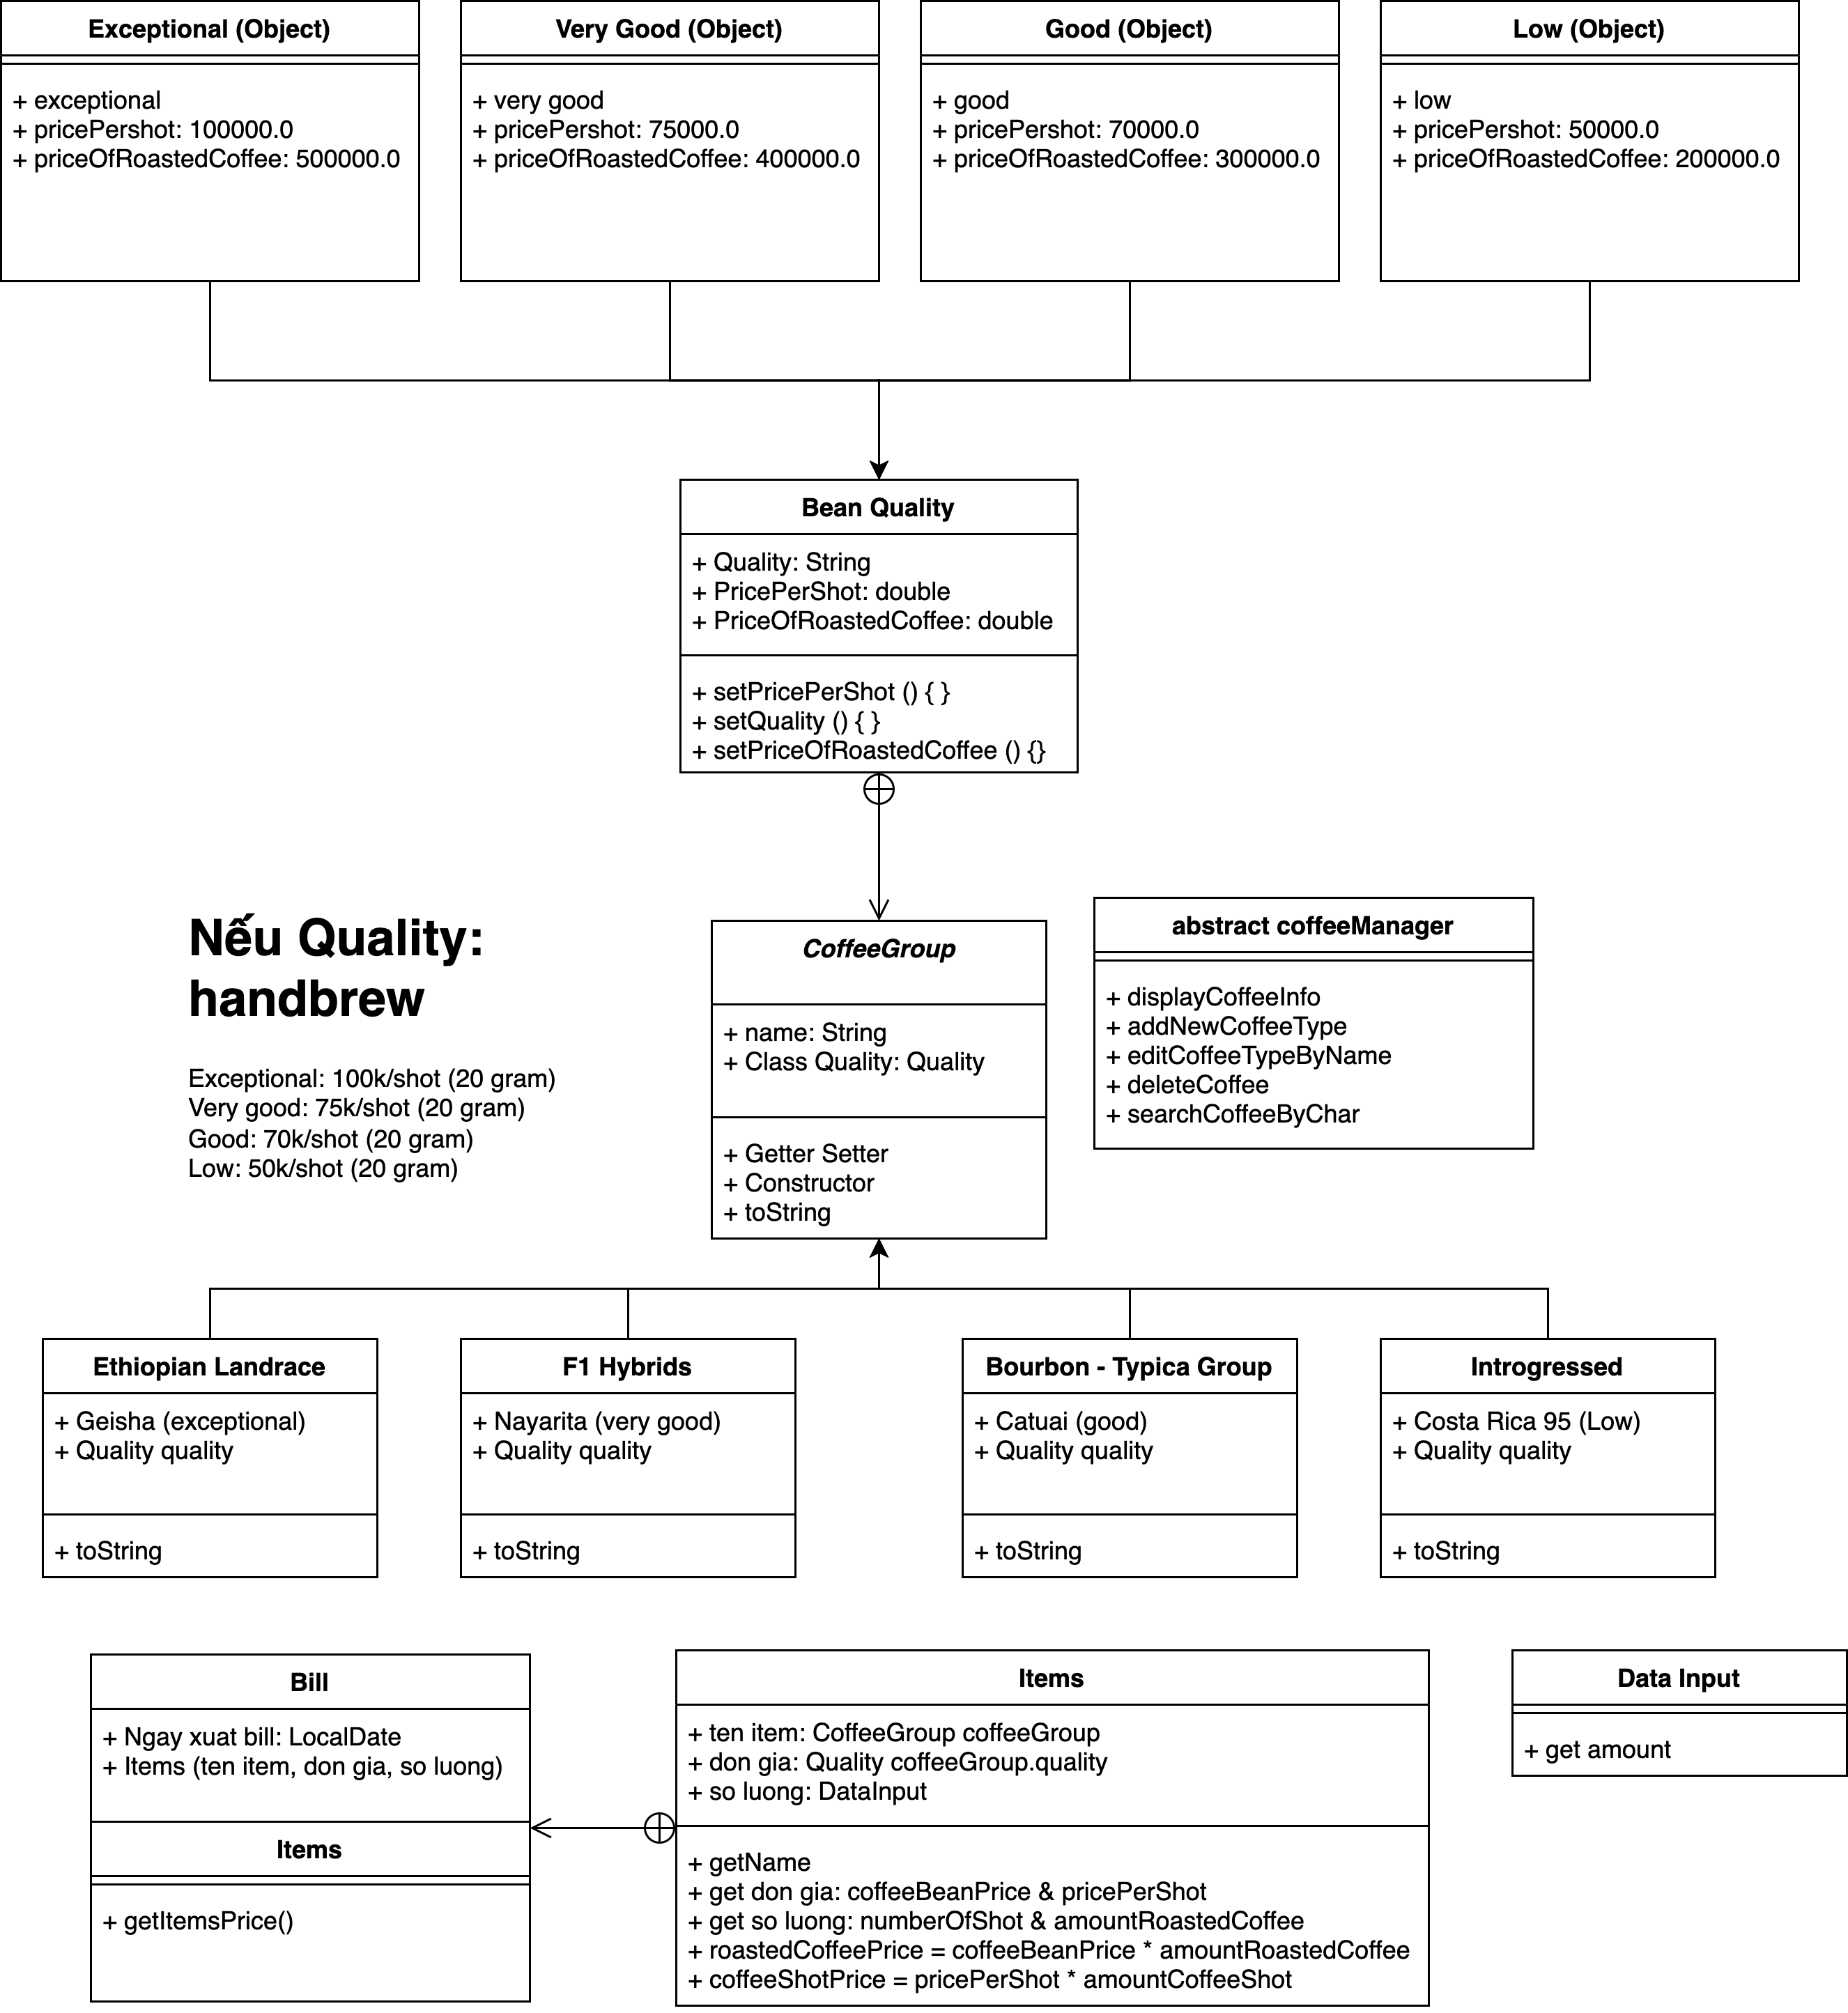 Exceptional (Object)
+ exceptional
+ pricePershot: 100000.0
+ priceOfRoastedCoffee: 500000.0
Very Good (Object)
+ very good
+ pricePershot: 75000.0
+ priceOfRoastedCoffee: 400000.0
Good (Object)
+ good
+ pricePershot: 70000.0
+ priceOfRoastedCoffee: 300000.0
Low (Object)
+ low
+ pricePershot: 50000.0
+ priceOfRoastedCoffee: 200000.0
Bean Quality
+ Quality: String
+ PricePerShot: double
+ PriceOfRoastedCoffee: double
+ setPricePerShot () { }
+ setQuality () { }
+ setPriceOfRoastedCoffee () {}
Nếu Quality:
handbrew
Exceptional: 100k/shot (20 gram)
Very good: 75k/shot (20 gram)
Good: 70k/shot (20 gram)
Low: 50k/shot (20 gram)
CoffeeGroup
+ name: String
+ Class Quality: Quality
+ Getter Setter
+ Constructor
+ toString
abstract coffeeManager
+ displayCoffeeInfo
+ addNewCoffeeType
+ editCoffeeTypeByName
+ deleteCoffee
+ searchCoffeeByChar
Ethiopian Landrace
+ Geisha (exceptional)
+ Quality quality
+ toString
F1 Hybrids
+ Nayarita (very good)
+ Quality quality
+ toString
Bourbon - Typica Group
+ Catuai (good)
+ Quality quality
+ toString
Introgressed
+ Costa Rica 95 (Low)
+ Quality quality
+ toString
Bill
+ Ngay xuat bill: LocalDate
+ Items (ten item, don gia, so luong)
Items
+ getItemsPrice()
Items
+ ten item: CoffeeGroup coffeeGroup
+ don gia: Quality coffeeGroup.quality
+ so luong: DataInput
+ getName
+ get don gia: coffeeBeanPrice & pricePerShot
+ get so luong: numberOfShot & amountRoastedCoffee
+ roastedCoffeePrice = coffeeBeanPrice * amountRoastedCoffee
+ coffeeShotPrice = pricePerShot * amountCoffeeShot
Data Input
+ get amount